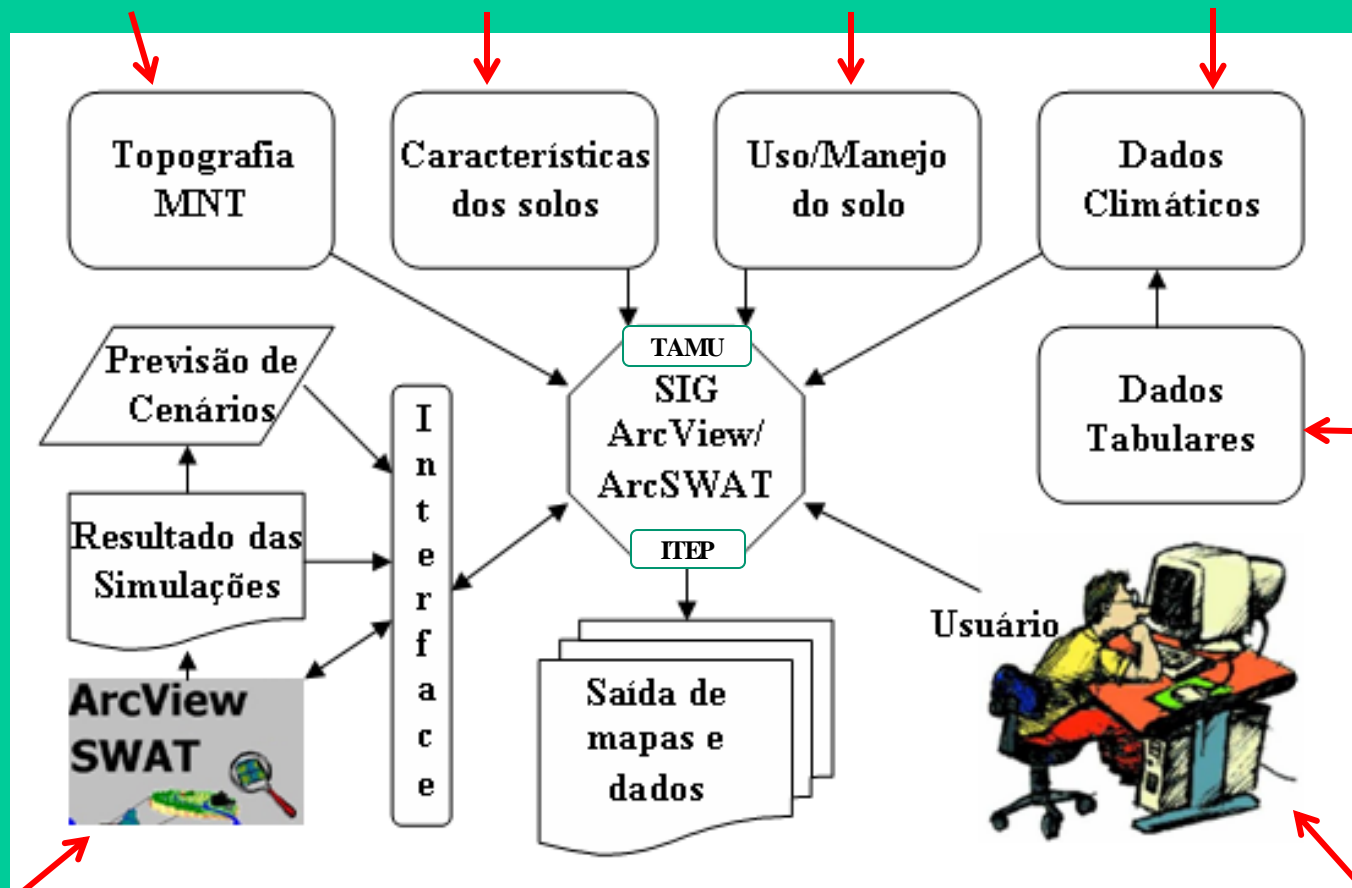 Topografia
MNT
Características
dos solos
Uso/Manejo
do solo
Dados
Climáticos
Previsão de
Cenários
Interface
TAMU
SIG
ArcView/
ArcSWAT
ITEP
Dados
Tabulares
Resultado das
Simulações
Usuário
ArcView
SWAT
Saída de
mapas e
dados